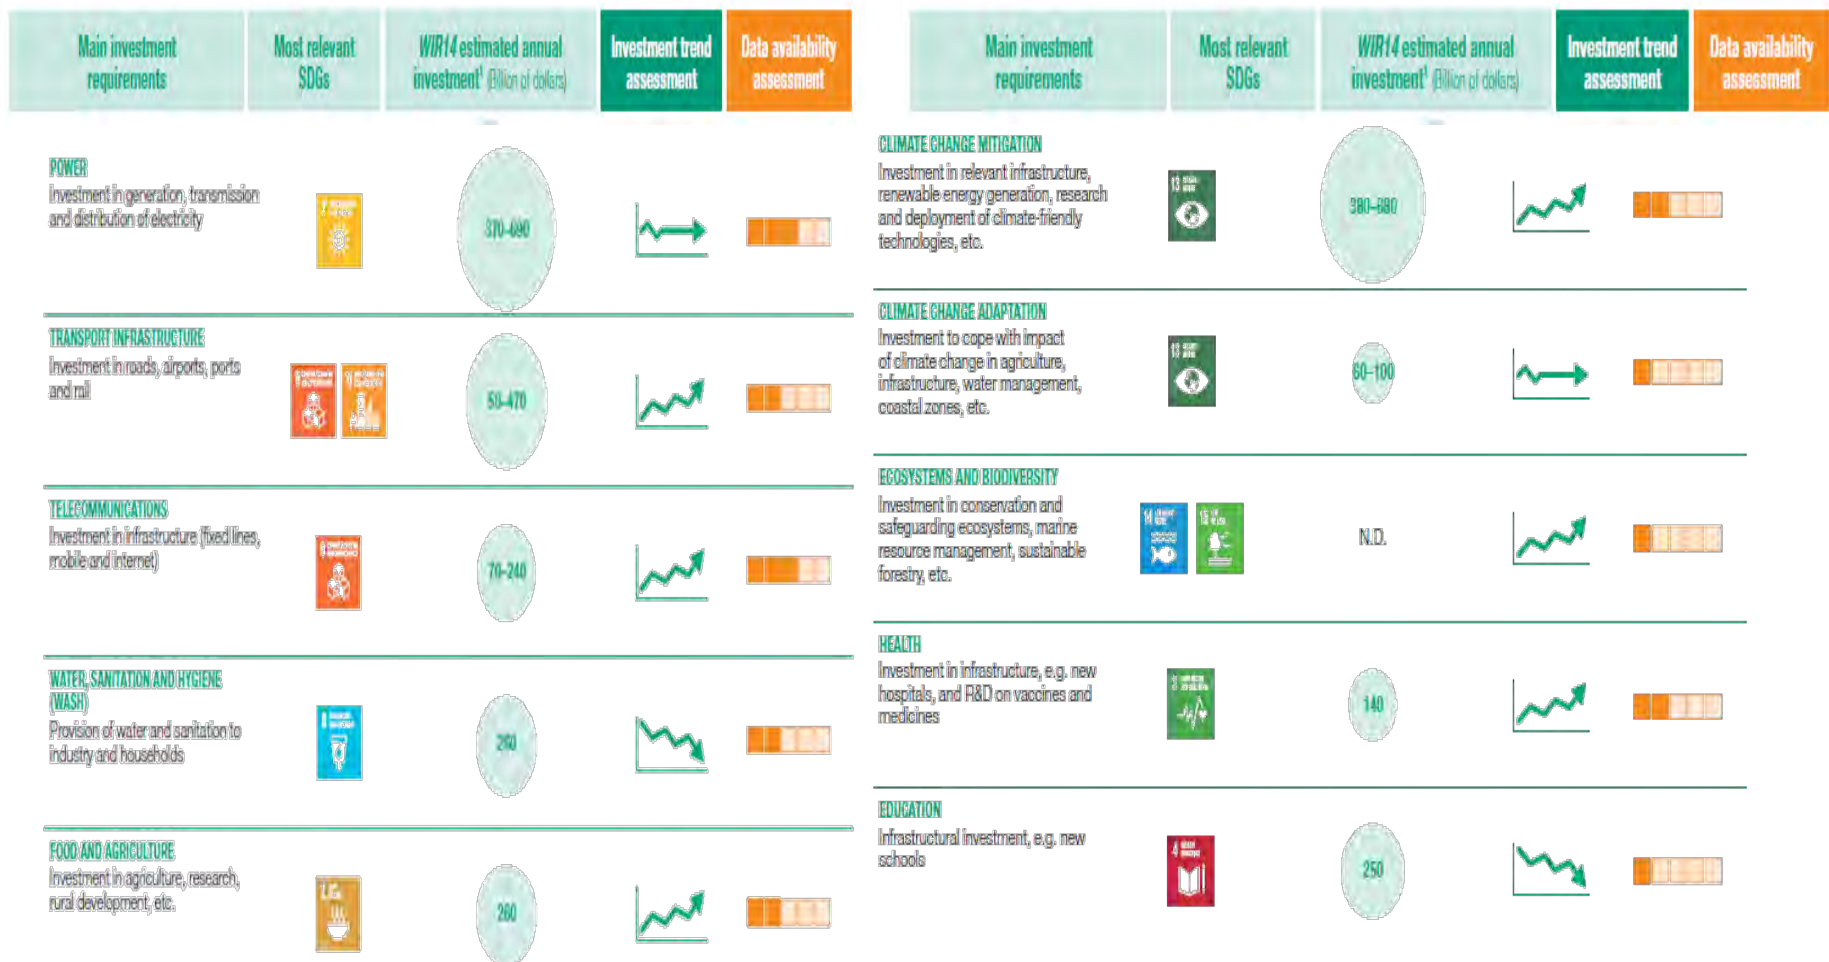 Main investment
requirements
Most relevant
SDGs
WIR14 estimated annual
investment¹ (Billion of dollars)
Investment trend
assessment
Data availability
assessment
POWER
Investment in generation, transmission
and distribution of electricity
7
370–690
TRANSPORT INFRASTRUCTURE
Investment in roads, airports, ports
and rail
50–470
TELECOMMUNICATIONS
Investment in infrastructure (fixed lines,
mobile and internet)
70–240
WATER, SANITATION AND HYGIENE
(WASH)
Provision of water and sanitation to
industry and households
260
FOOD AND AGRICULTURE
Investment in agriculture, research,
rural development, etc.
260
Main investment
requirements
Most relevant
SDGs
WIR14 estimated annual
investment¹ (Billion of dollars)
Investment trend
assessment
Data availability
assessment
CLIMATE CHANGE MITIGATION
Investment in relevant infrastructure,
renewable energy generation, research
and deployment of climate-friendly
technologies, etc.
13
380–680
CLIMATE CHANGE ADAPTATION
Investment to cope with impact
of climate change in agriculture,
infrastructure, water management,
coastal zones, etc.
13
60–100
ECOSYSTEMS AND BIODIVERSITY
Investment in conservation and
safeguarding ecosystems, marine
resource management, sustainable
forestry, etc.
14
15
N.D.
HEALTH
Investment in infrastructure, e.g. new
hospitals, and R&D on vaccines and
medicines
3
140
EDUCATION
Infrastructural investment, e.g. new
schools
4
250